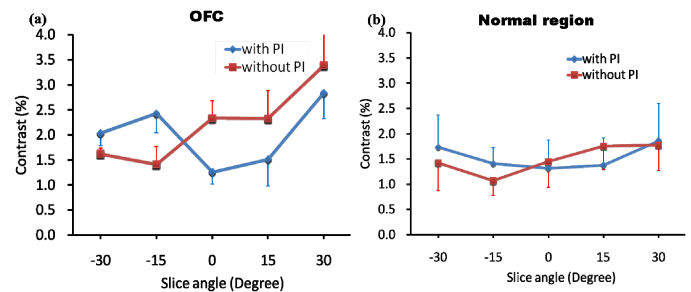 (a)
OFC
with PI
without PI
Contrast (%)
4.0
3.5
3.0
2.5
2.0
1.5
1.0
0.5
0.0
-30 -15 0 15 30
Slice angle (Degree)
(b)
Normal region
with PI
without PI
Contrast (%)
4.0
3.5
3.0
2.5
2.0
1.5
1.0
0.5
0.0
-30 -15 0 15 30
Slice angle (Degree)